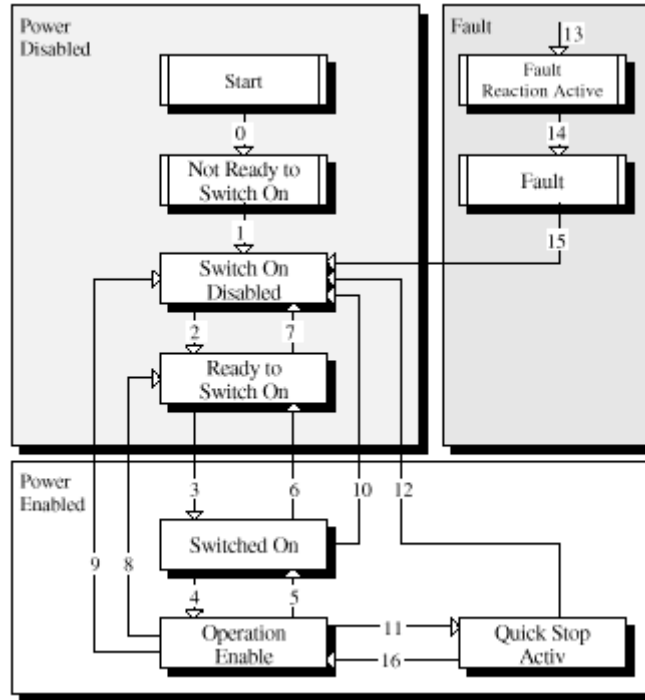 Power
Disabled
Start
0
Not Ready to
Switch On
1
Switch On
Disabled
2
7
Ready to
Switch On
Fault
13
Fault
Reaction Active
14
Fault
15
Power
Enabled
3
6
10
12
Switched On
9
8
4
5
Operation
Enable
11
16
Quick Stop
Activ